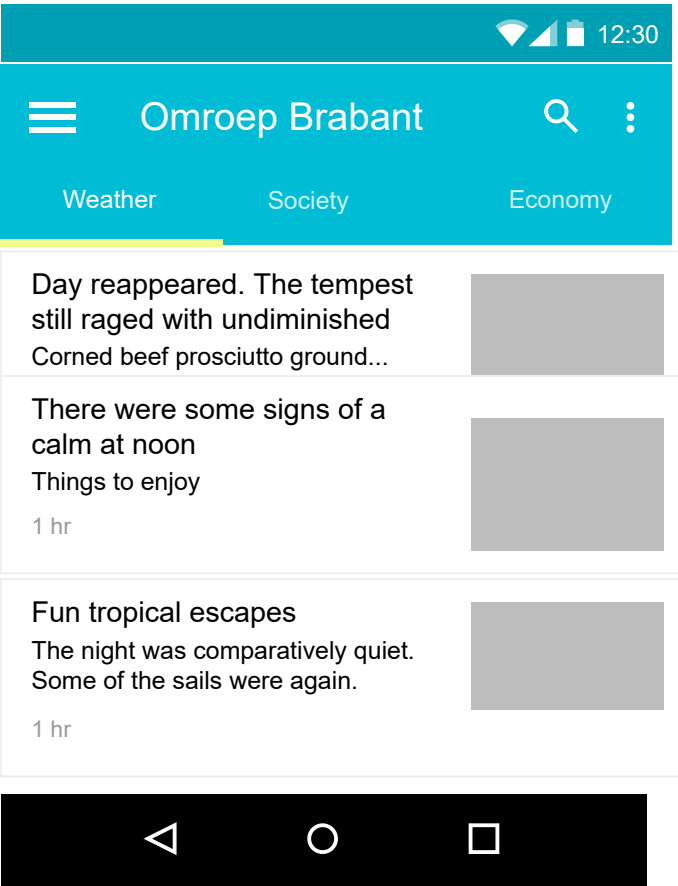 12:30
Omroep Brabant
Weather Society Economy
Day reappeared. The tempest
still raged with undiminished
Corned beef prosciutto ground...
There were some signs of a
calm at noon
Things to enjoy
1 hr
Fun tropical escapes
The night was comparatively quiet.
Some of the sails were again.
1 hr